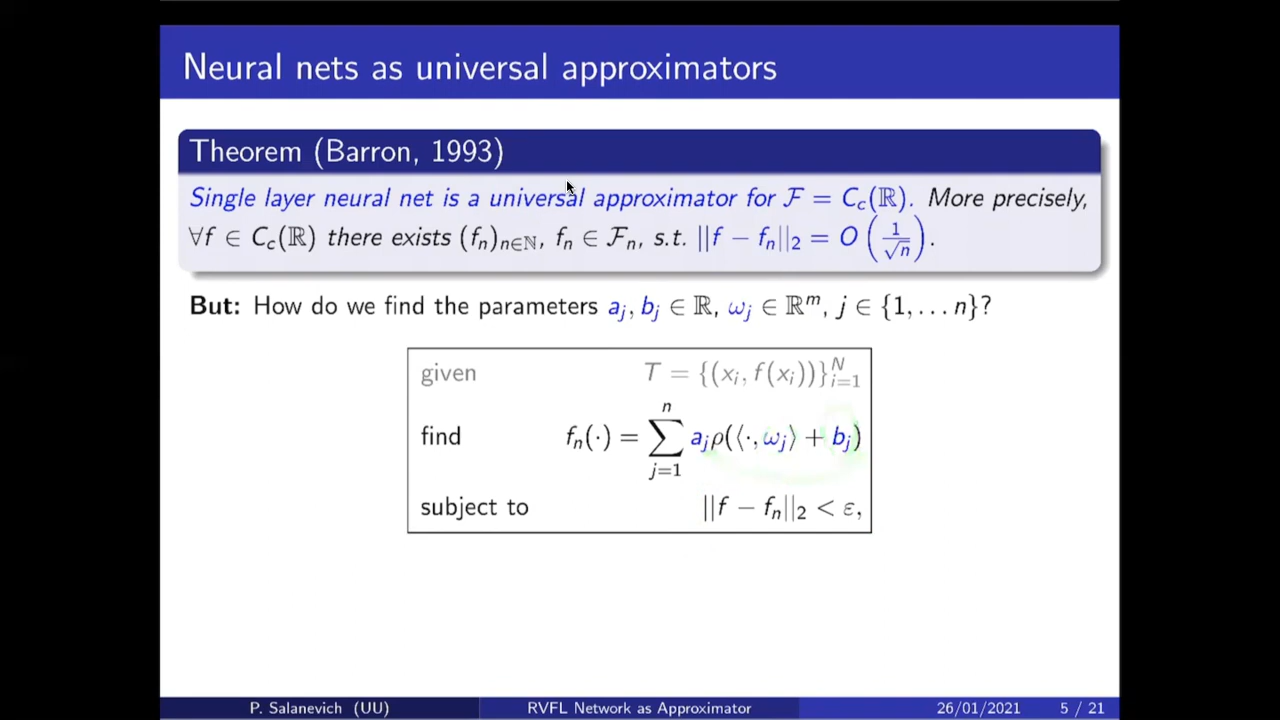 Neural nets as universal approximators
Theorem (Barron, 1993)
Single layer neural net is a universal approximator for ℱ = C_c(ℝ). More precisely,
∀f ∈ C_c(ℝ) there exists (f_n)_{n∈ℕ}, f_n ∈ ℱ_n, s.t. ||f − f_n||_2 = O(1/√n).
But: How do we find the parameters a_j, b_j ∈ ℝ, ω_j ∈ ℝ^m, j ∈ {1, . . . n}?
given T = {(x_i, f(x_i))}_{i=1}^N
find f_n(·) = ∑_{j=1}^n a_jρ(⟨·, ω_j⟩ + b_j)
subject to ||f − f_n||_2 < ε,
P. Salanevich (UU) RVFL Network as Approximator 26/01/2021 5 / 21